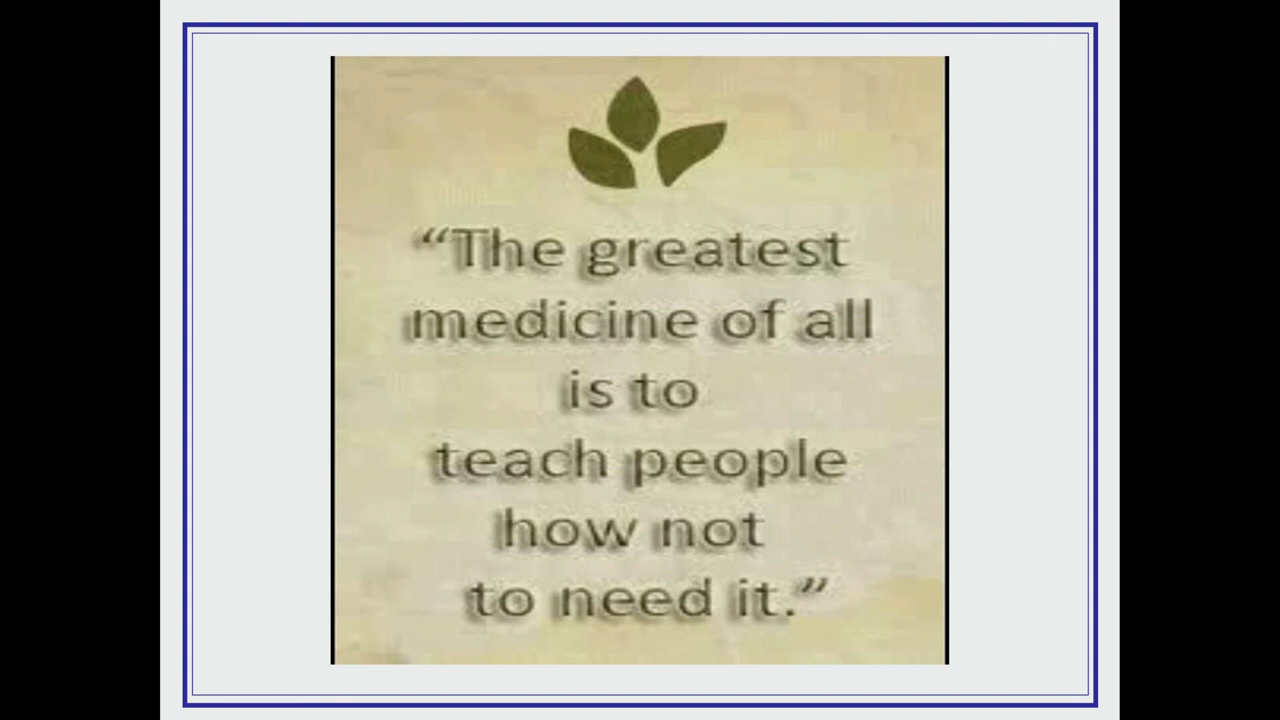 “The greatest
medicine of all
is to
teach people
how not
to need it.”